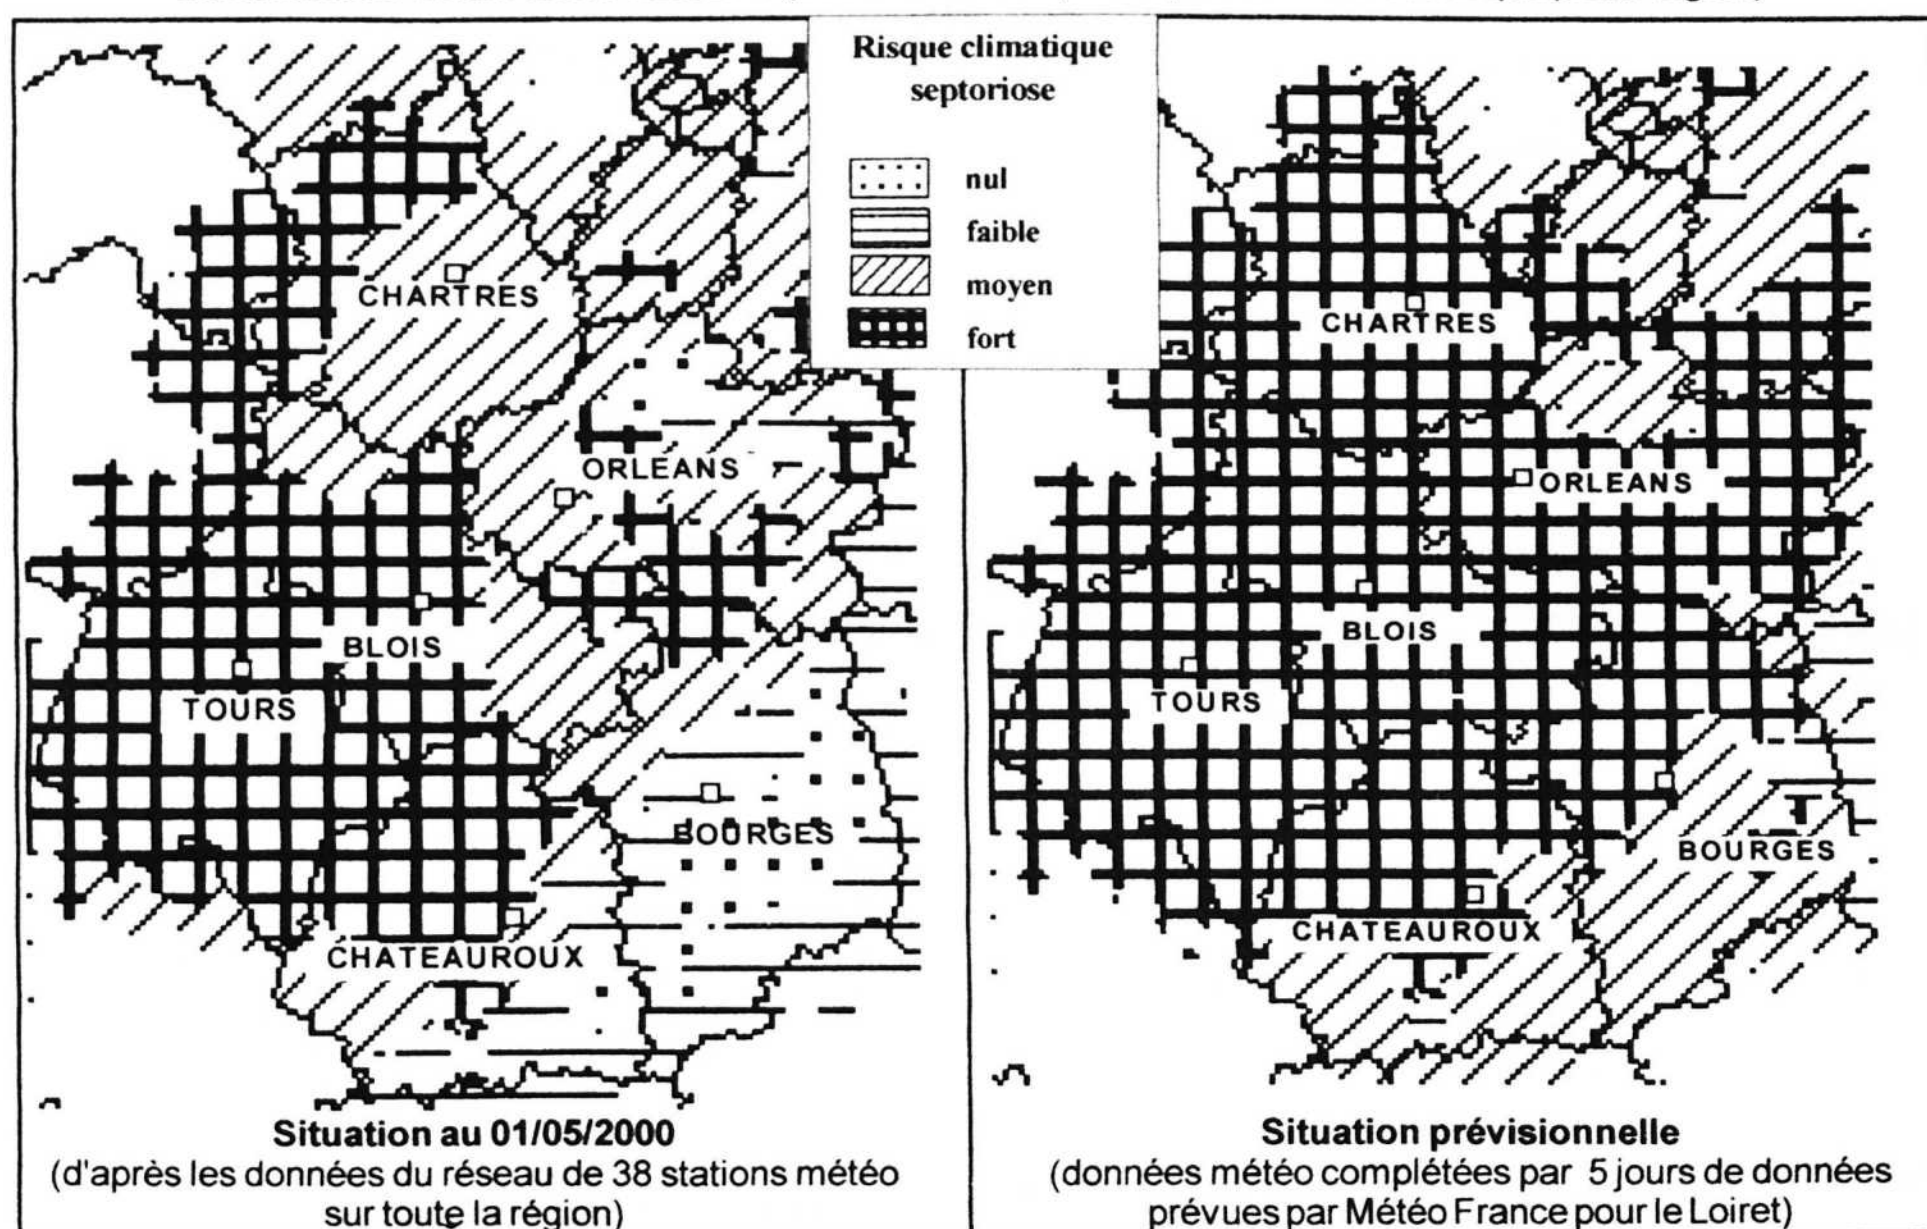 Risque climatique
septoriose
nul
faible
moyen
fort
CHARTRES
ORLEANS
BLOIS
TOURS
BOURGES
CHATEAUROUX
Situation au 01/05/2000
(d'après les données du réseau de 38 stations météo
sur toute la région)
CHARTRES
ORLEANS
BLOIS
TOURS
BOURGES
CHATEAUROUX
Situation prévisionnelle
(données météo complétées par 5 jours de données
prévues par Météo France pour le Loiret)